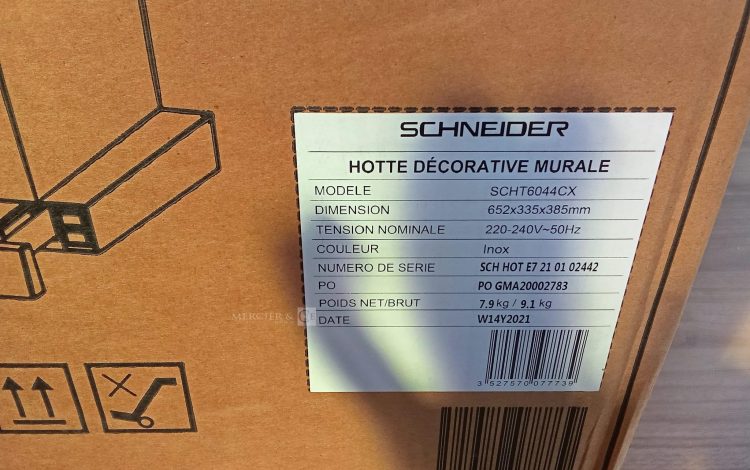 SCHNEIDER
HOTTE DÉCORATIVE MURALE
MODELE SCHT6044CX
DIMENSION 652x335x385mm
TENSION NOMINALE 220-240V~50Hz
COULEUR Inox
NUMERO DE SERIE SCH HOT E7 21 01 02442
PO PO GMA20002783
POIDS NET/BRUT 7.9 kg / 9.1 kg
DATE W14Y2021
3 527570 077739
MERCIER & CIE